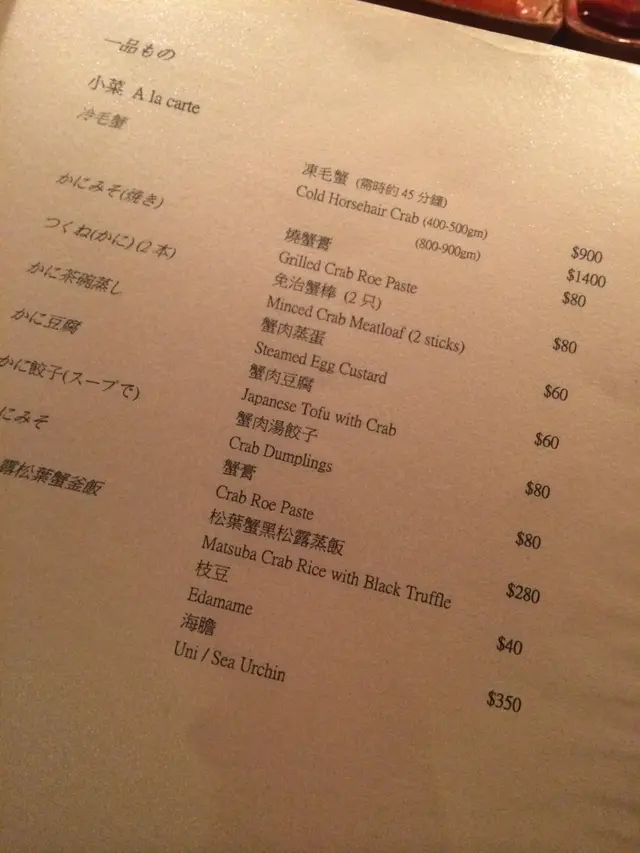 一品もの
小菜 A la carte
冷毛蟹
凍毛蟹 (需時約 45 分鐘)
Cold Horsehair Crab (400-500gm) $900
(800-900gm) $1400
かにみそ(焼き)
燒蟹膏 $80
Grilled Crab Roe Paste
つくね(かに) (2 本)
免治蟹棒 (2 只)
Minced Crab Meatloaf (2 sticks) $80
かに茶碗蒸し
蟹肉蒸蛋
Steamed Egg Custard $60
かに豆腐
蟹肉豆腐
Japanese Tofu with Crab $60
かに餃子(スープで)
蟹肉湯餃子
Crab Dumplings $80
にみそ
蟹膏
Crab Roe Paste $80
露松葉蟹釜飯
松葉蟹黑松露蒸飯
Matsuba Crab Rice with Black Truffle $280
枝豆
Edamame $40
海膽
Uni / Sea Urchin $350